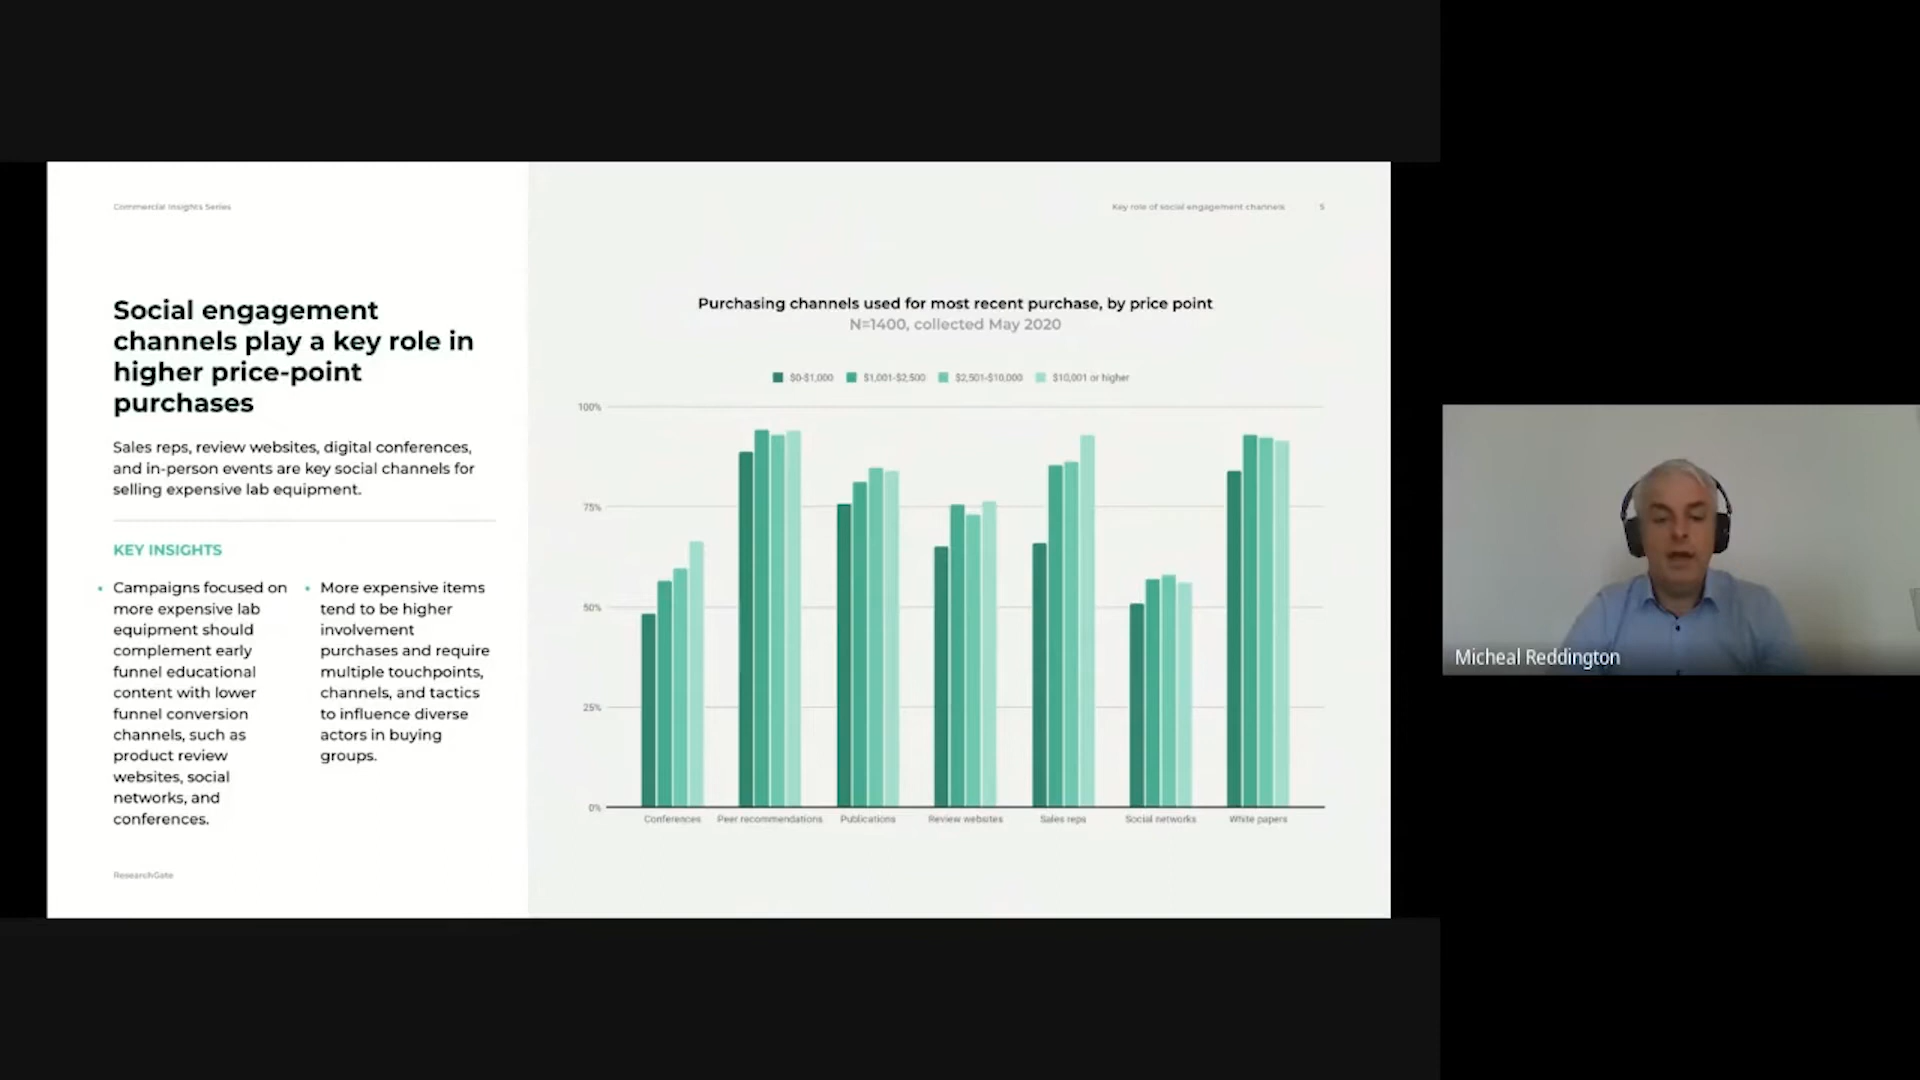 Commercial Insights Series
Key role of social engagement channels 5
Social engagement
channels play a key role in
higher price-point
purchases
Sales reps, review websites, digital conferences,
and in-person events are key social channels for
selling expensive lab equipment.
KEY INSIGHTS
• Campaigns focused on
more expensive lab
equipment should
complement early
funnel educational
content with lower
funnel conversion
channels, such as
product review
websites, social
networks, and
conferences.
• More expensive items
tend to be higher
involvement
purchases and require
multiple touchpoints,
channels, and tactics
to influence diverse
actors in buying
groups.
ResearchGate
Purchasing channels used for most recent purchase, by price point
N=1400, collected May 2020
$0-$1,000 $1,001-$2,500 $2,501-$10,000 $10,001 or higher
100%
75%
50%
25%
0%
Conferences Peer recommendations Publications Review websites Sales reps Social networks White papers
Micheal Reddington